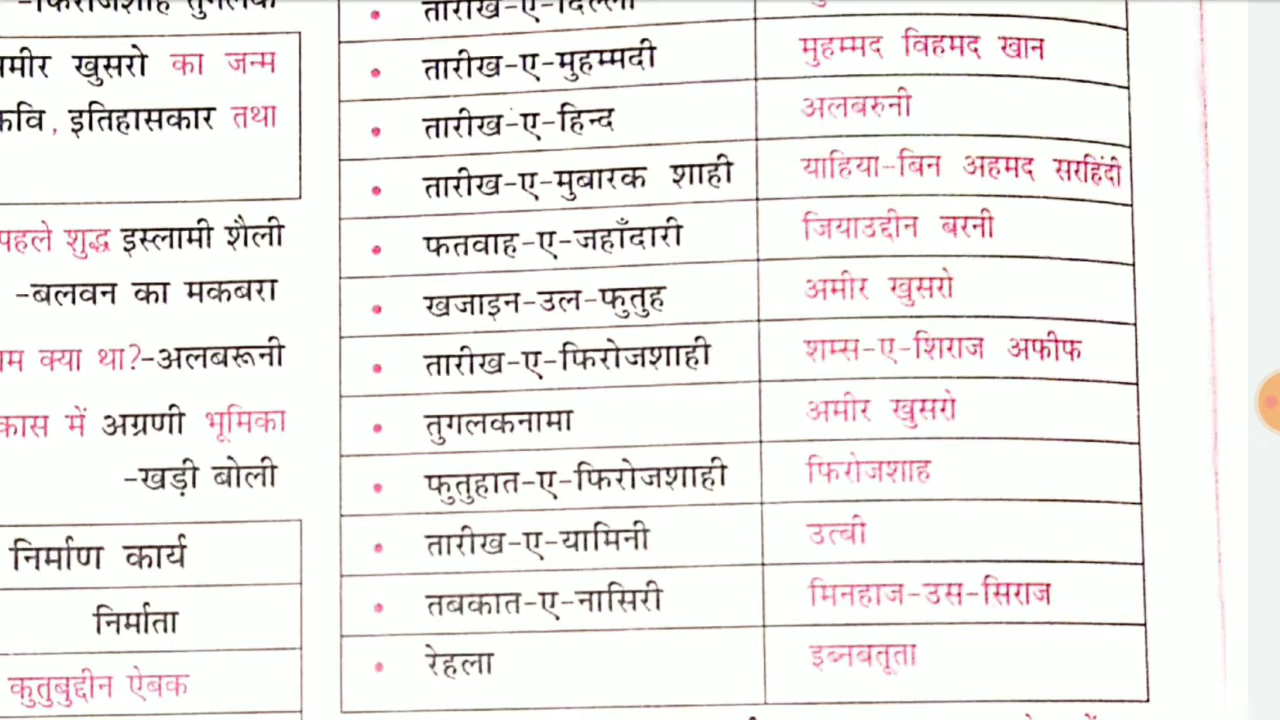 -फिरोजशाह तुगलक
खुसरो का जन्म
इतिहासकार तथा
पहले शुद्ध इस्लामी शैली
-बलवन का मकबरा
क्या था?-अलबरूनी
में अग्रणी भूमिका
-खड़ी बोली
निर्माण कार्य
निर्माता
कुतुबुद्दीन ऐबक
• तारीख-ए-दिल्ली
• तारीख-ए-मुहम्मदी मुहम्मद विहमद खान
• तारीख-ए-हिन्द अलबरुनी
• तारीख-ए-मुबारक शाही याहिया-बिन अहमद सरहिंदी
• फतवाह-ए-जहाँदारी जियाउद्दीन बरनी
• खजाइन-उल-फुतुह अमीर खुसरो
• तारीख-ए-फिरोजशाही शम्स-ए-शिराज अफीफ
• तुगलकनामा अमीर खुसरो
• फुतुहात-ए-फिरोजशाही फिरोजशाह
• तारीख-ए-यामिनी उत्बी
• तबकात-ए-नासिरी मिनहाज-उस-सिराज
• रेहला इब्नबतूता